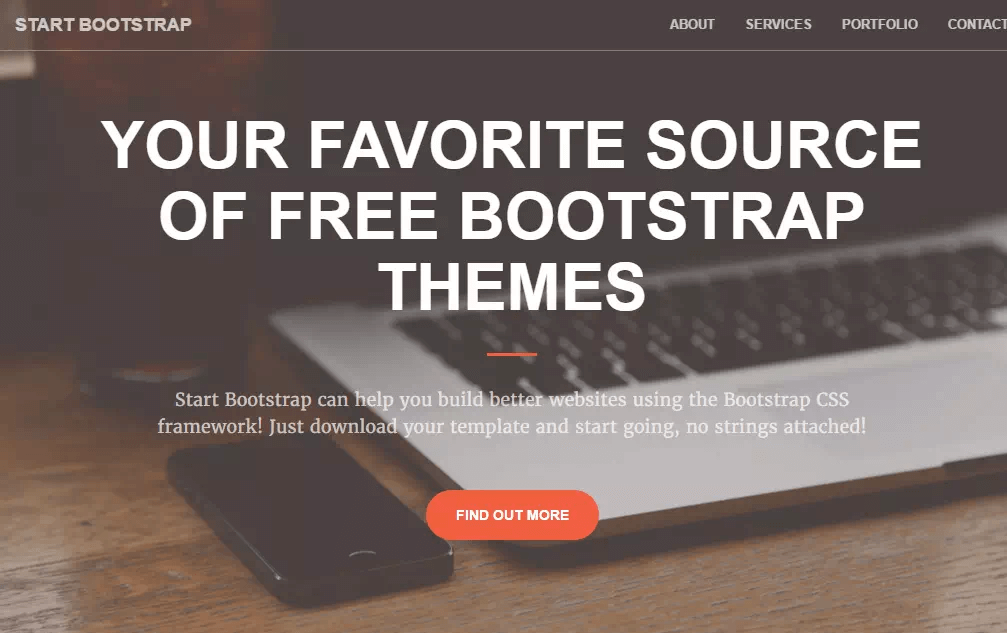 START BOOTSTRAP
ABOUT SERVICES PORTFOLIO CONTACT
YOUR FAVORITE SOURCE
OF FREE BOOTSTRAP
THEMES
Start Bootstrap can help you build better websites using the Bootstrap CSS
framework! Just download your template and start going, no strings attached!
FIND OUT MORE